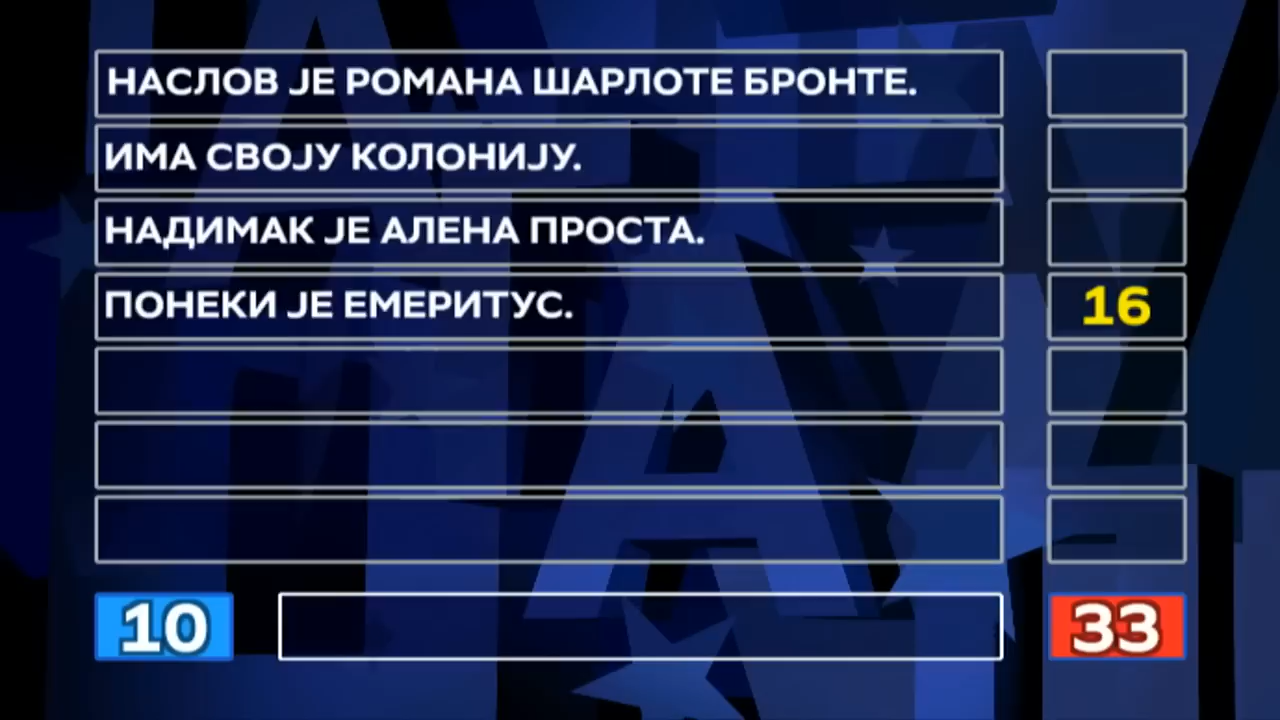 НАСЛОВ ЈЕ РОМАНА ШАРЛОТЕ БРОНТЕ.
ИМА СВОЈУ КОЛОНИЈУ.
НАДИМАК ЈЕ АЛЕНА ПРОСТА.
ПОНЕКИ ЈЕ ЕМЕРИТУС. 16
10 33